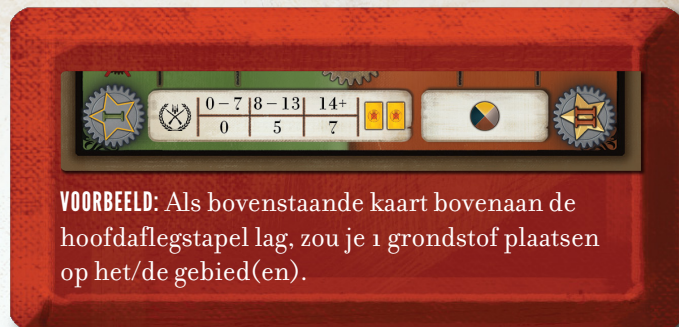 I 0–7 8–13 14+ II
0 5 7
VOORBEELD: Als bovenstaande kaart bovenaan de
hoofdaflegstapel lag, zou je 1 grondstof plaatsen
op het/de gebied(en).